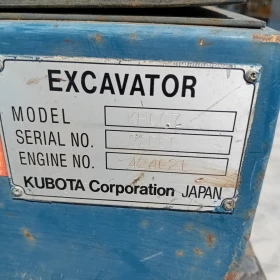 EXCAVATOR
MODEL
SERIAL NO.
ENGINE NO.
KUBOTA Corporation JAPAN